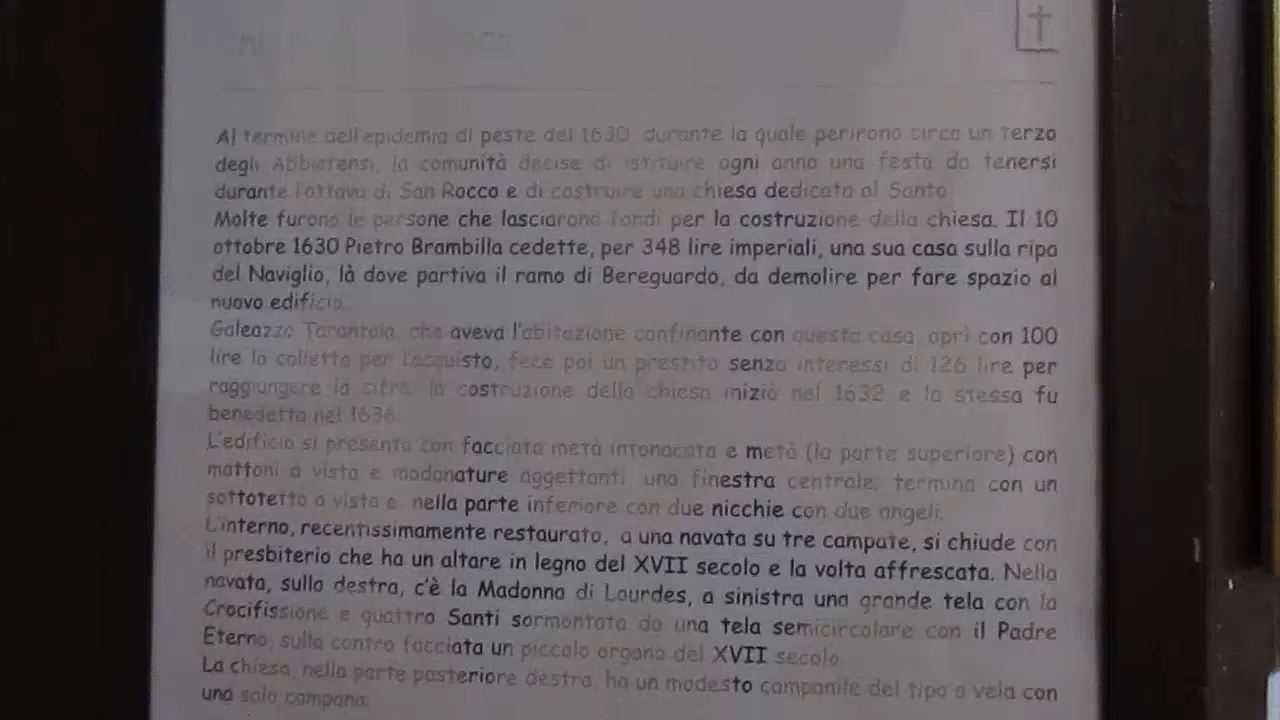 Al termine dell'epidemia di peste del 1630, durante la quale perirono circa un terzo
degli Abbiatensi, la comunità decise di istituire ogni anno una festa da tenersi
durante l'ottava di San Rocco e di costruire una chiesa dedicata al Santo.
Molte furono le persone che lasciarono fondi per la costruzione della chiesa. Il 10
ottobre 1630 Pietro Brambilla cedette, per 348 lire imperiali, una sua casa sulla ripa
del Naviglio, là dove partiva il ramo di Bereguardo, da demolire per fare spazio al
nuovo edificio.
Galeazzo Tarantola, che aveva l'abitazione confinante con questa casa, aprì con 100
lire la colletta per l'acquisto, fece poi un prestito senza interessi di 126 lire per
raggiungere la cifra. la costruzione della chiesa iniziò nel 1632 e la stessa fu
benedetta nel 1636.
L'edificio si presenta con facciata metà intonacata e metà (la parte superiore) con
mattoni a vista e modanature aggettanti, una finestra centrale, termina con un
sottotetto a vista e nella parte inferiore con due nicchie con due angeli.
L'interno, recentissimamente restaurato, a una navata su tre campate, si chiude con
il presbiterio che ha un altare in legno del XVII secolo e la volta affrescata. Nella
navata, sulla destra, c'è la Madonna di Lourdes, a sinistra una grande tela con la
Crocifissione e quattro Santi sormontata da una tela semicircolare con il Padre
Eterno, sulla contro facciata un piccolo organo del XVII secolo.
La chiesa, nella parte posteriore destra, ha un modesto campanile del tipo a vela con
una sola campana.